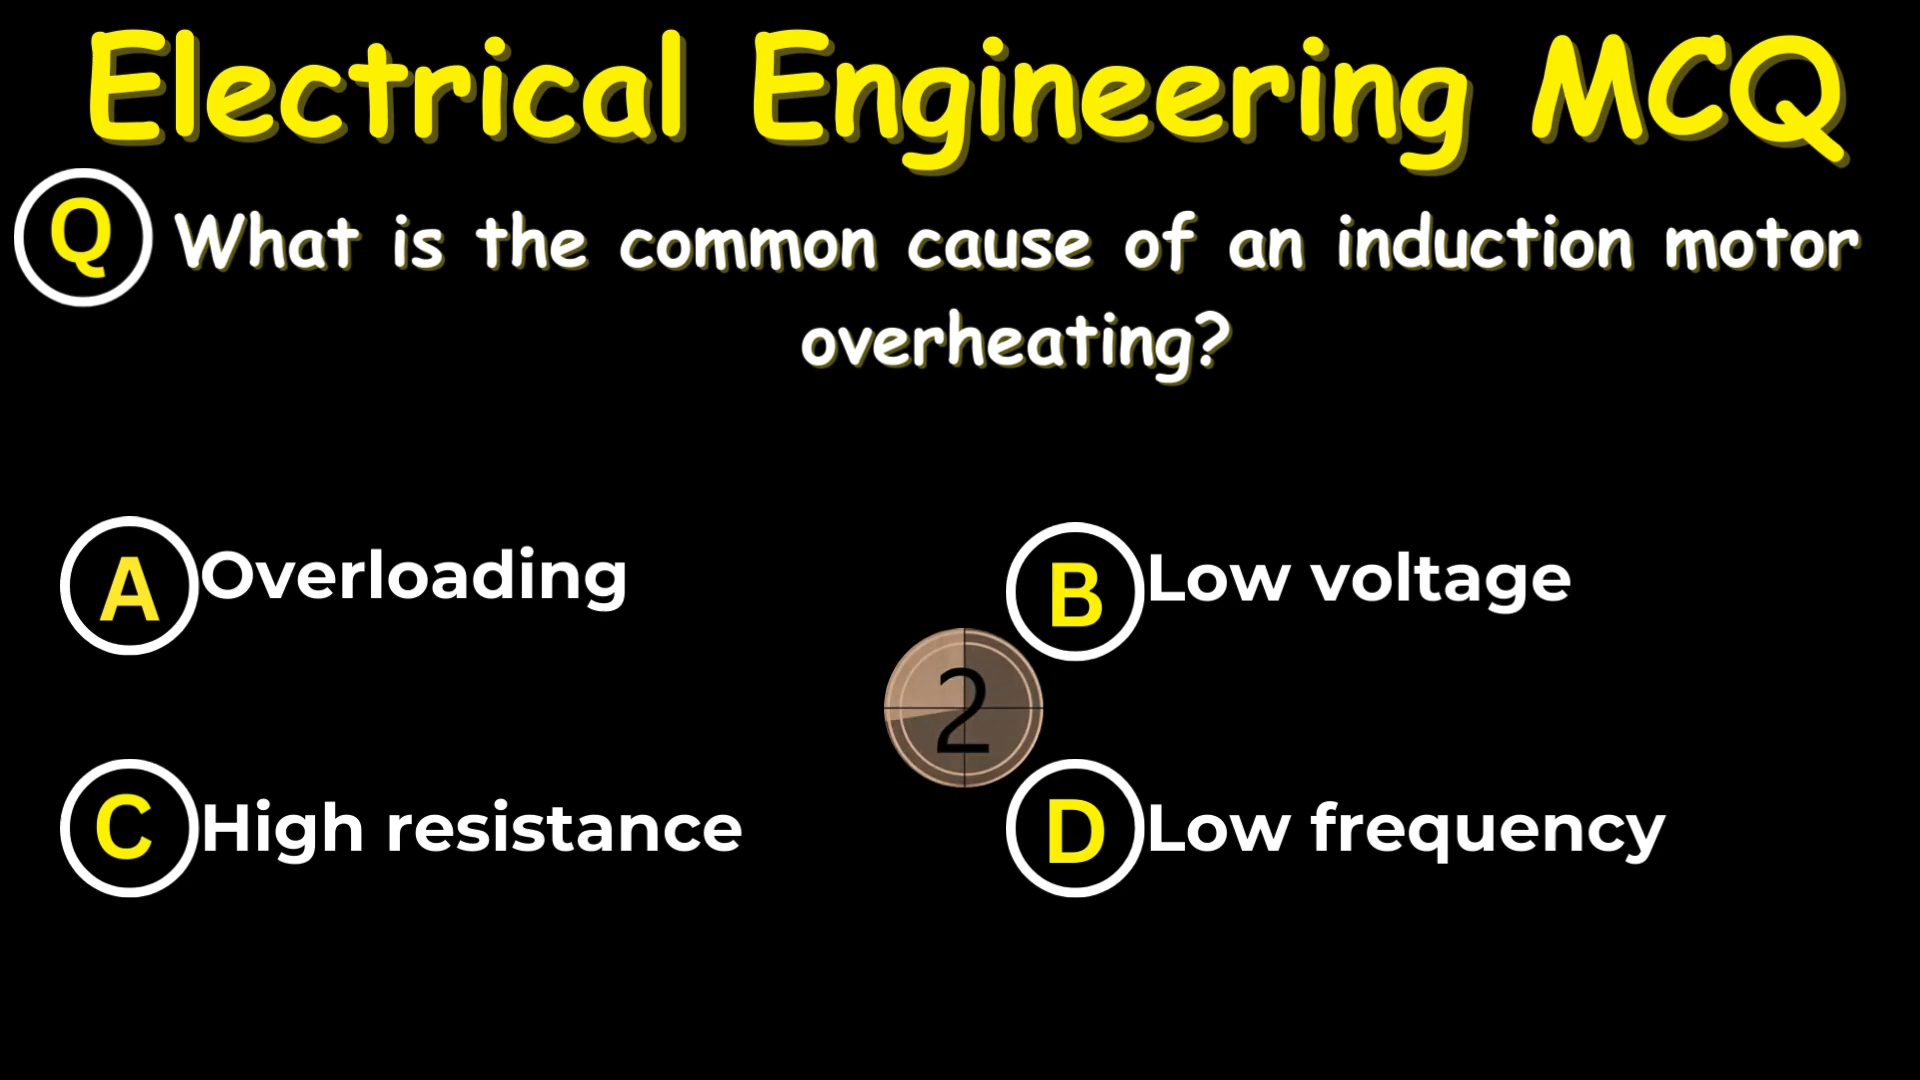 Electrical Engineering MCQ
Q What is the common cause of an induction motor
overheating?
A Overloading
B Low voltage
2
C High resistance
D Low frequency